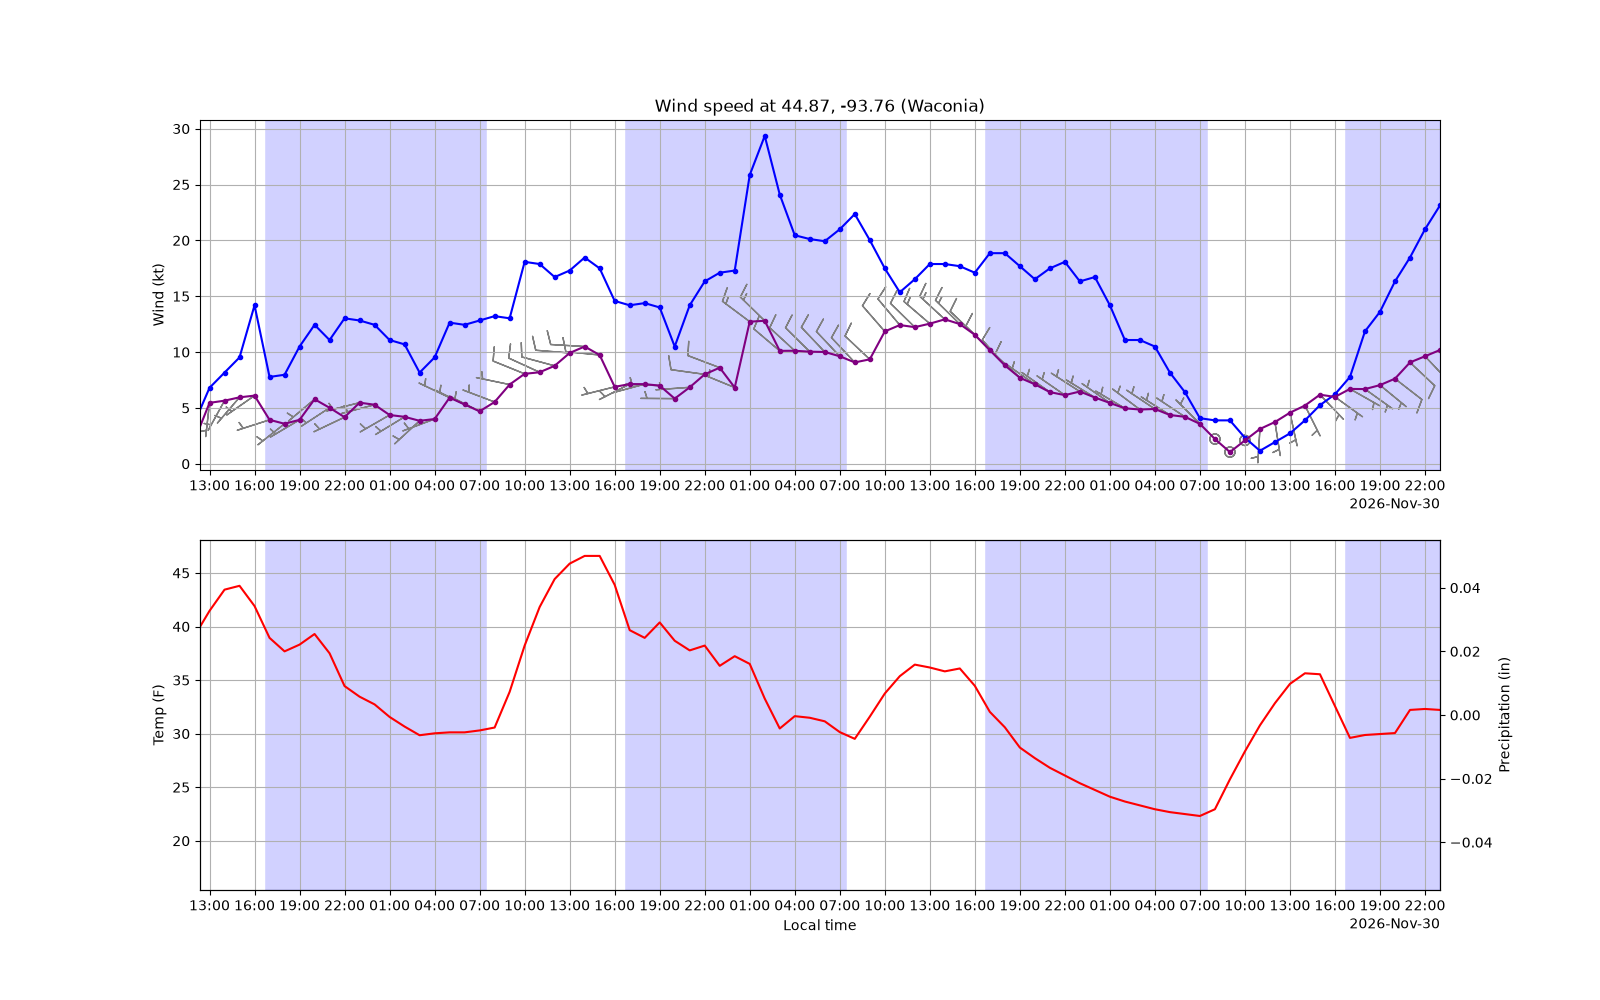 Wind speed at 44.87, -93.76 (Waconia)
Wind (kt)
30
25
20
15
10
5
0
13:00 16:00 19:00 22:00 01:00 04:00 07:00 10:00 13:00 16:00 19:00 22:00 01:00 04:00 07:00 10:00 13:00 16:00 19:00 22:00 01:00 04:00 07:00 10:00 13:00 16:00 19:00 22:00
2026-Nov-30
Temp (F)
45
40
35
30
25
20
0.04
0.02
0.00
−0.02
−0.04
Precipitation (in)
13:00 16:00 19:00 22:00 01:00 04:00 07:00 10:00 13:00 16:00 19:00 22:00 01:00 04:00 07:00 10:00 13:00 16:00 19:00 22:00 01:00 04:00 07:00 10:00 13:00 16:00 19:00 22:00
Local time
2026-Nov-30